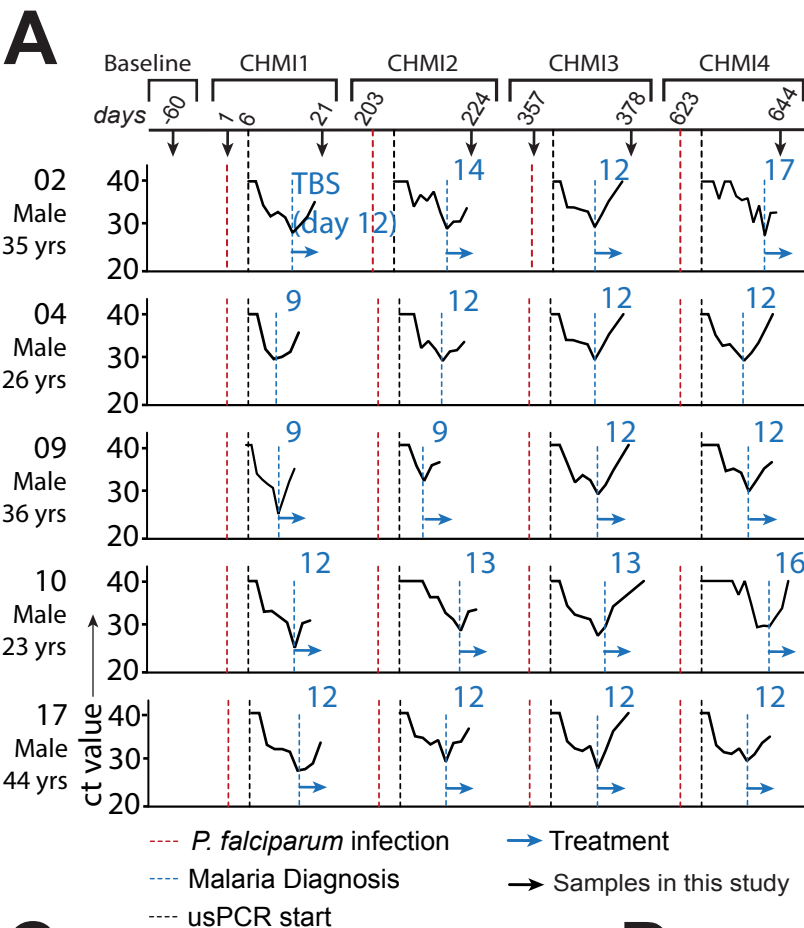 A
Baseline CHMI1 CHMI2 CHMI3 CHMI4
days -60 1 6 21 203 224 357 378 623 644
02
Male
35 yrs
40
30
20
TBS
(day 12)
14
12
17
04
Male
26 yrs
40
30
20
9
12
12
12
09
Male
36 yrs
40
30
20
9
9
12
12
10
Male
23 yrs
40
30
20
12
13
13
16
17
Male
44 yrs
40
30
20
12
12
12
12
ct value
P. falciparum infection
Malaria Diagnosis
usPCR start
Treatment
Samples in this study